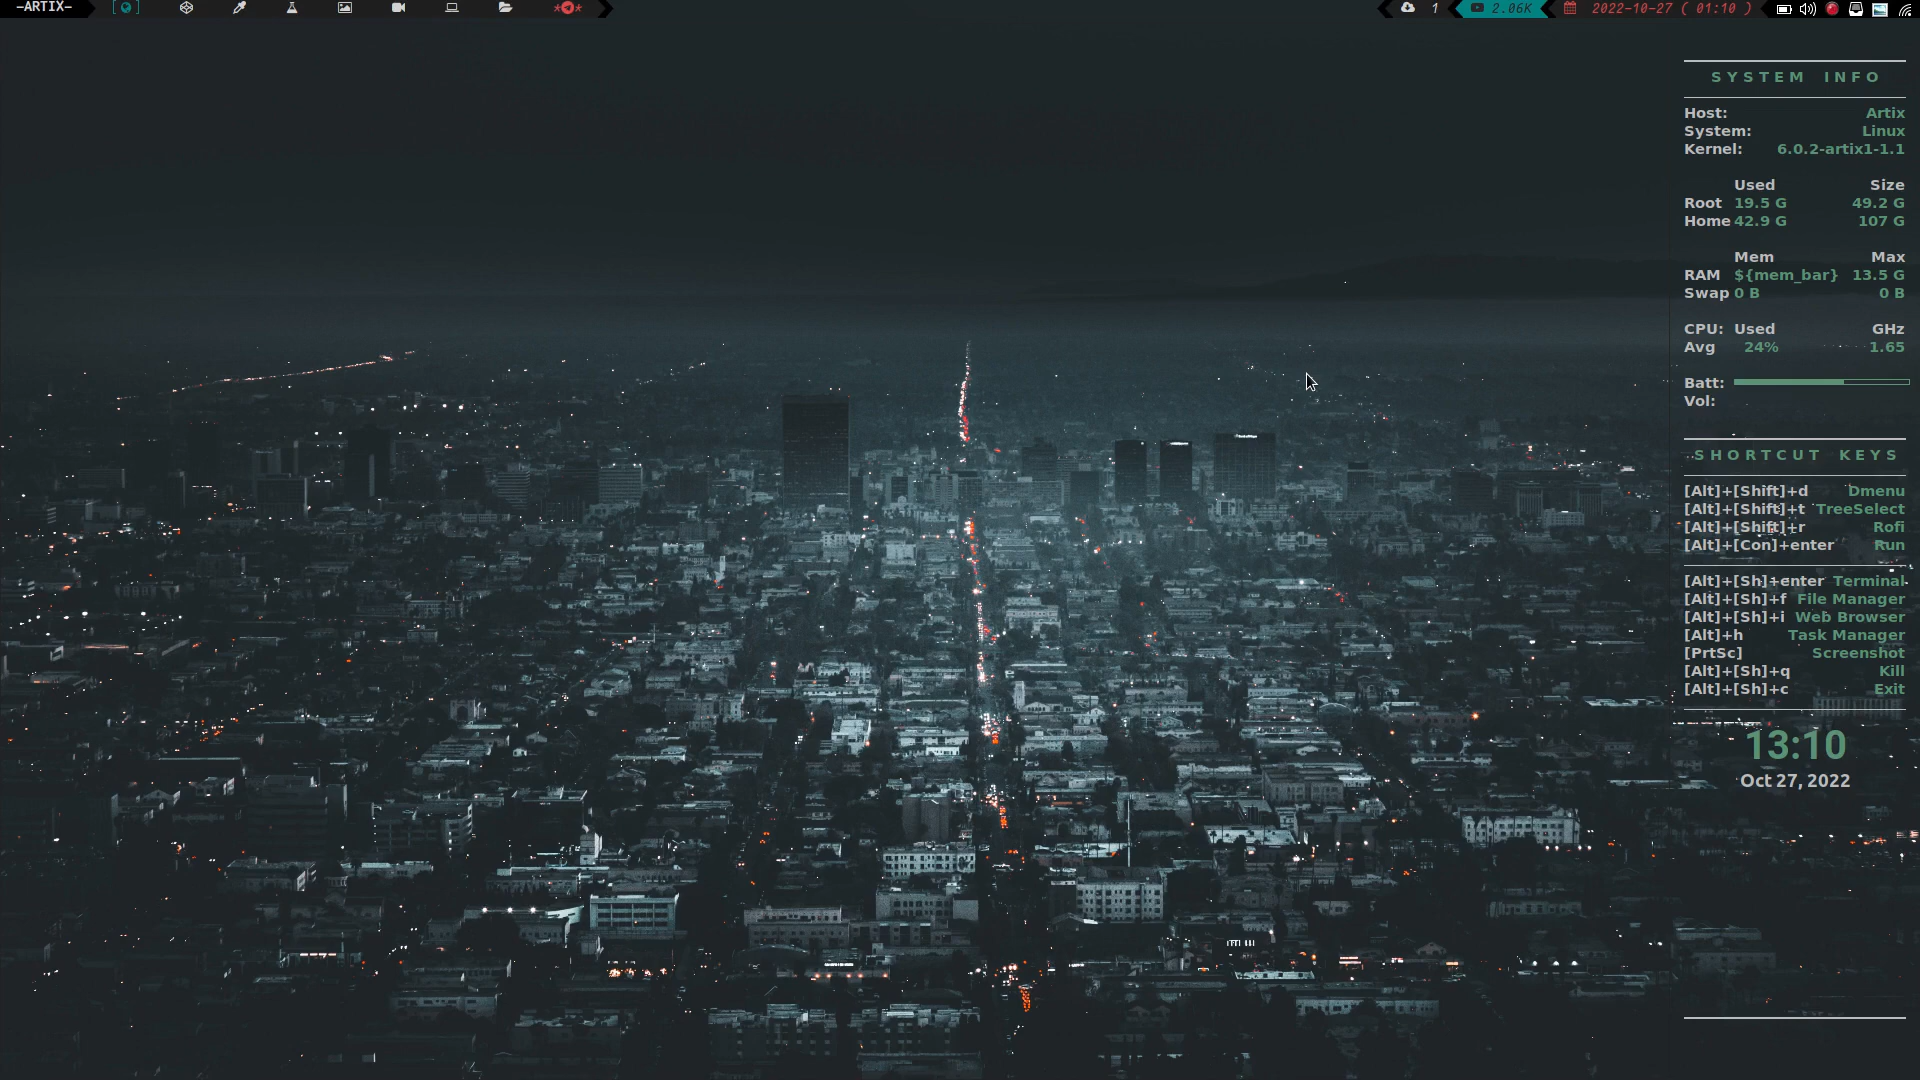 —ARTIX—
[ ]
* *
1
2.06K
2022-10-27 ( 01:10 )
SYSTEM INFO
Host: Artix
System: Linux
Kernel: 6.0.2-artix1-1.1
Used Size
Root 19.5 G 49.2 G
Home 42.9 G 107 G
Mem Max
RAM ${mem_bar} 13.5 G
Swap 0 B 0 B
CPU: Used GHz
Avg 24% 1.65
Batt:
Vol:
SHORTCUT KEYS
[Alt]+[Shift]+d Dmenu
[Alt]+[Shift]+t TreeSelect
[Alt]+[Shift]+r Rofi
[Alt]+[Con]+enter Run
[Alt]+[Sh]+enter Terminal
[Alt]+[Sh]+f File Manager
[Alt]+[Sh]+i Web Browser
[Alt]+h Task Manager
[PrtSc] Screenshot
[Alt]+[Sh]+q Kill
[Alt]+[Sh]+c Exit
13:10
Oct 27, 2022